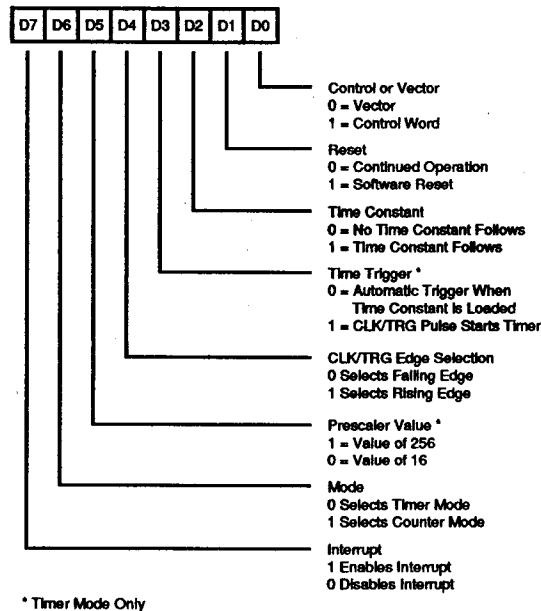 D7 D6 D5 D4 D3 D2 D1 D0
Control or Vector
0 = Vector
1 = Control Word
Reset
0 = Continued Operation
1 = Software Reset
Time Constant
0 = No Time Constant Follows
1 = Time Constant Follows
Time Trigger *
0 = Automatic Trigger When
Time Constant is Loaded
1 = CLK/TRG Pulse Starts Timer
CLK/TRG Edge Selection
0 Selects Falling Edge
1 Selects Rising Edge
Prescaler Value *
1 = Value of 256
0 = Value of 16
Mode
0 Selects Timer Mode
1 Selects Counter Mode
Interrupt
1 Enables Interrupt
0 Disables Interrupt
* Timer Mode Only